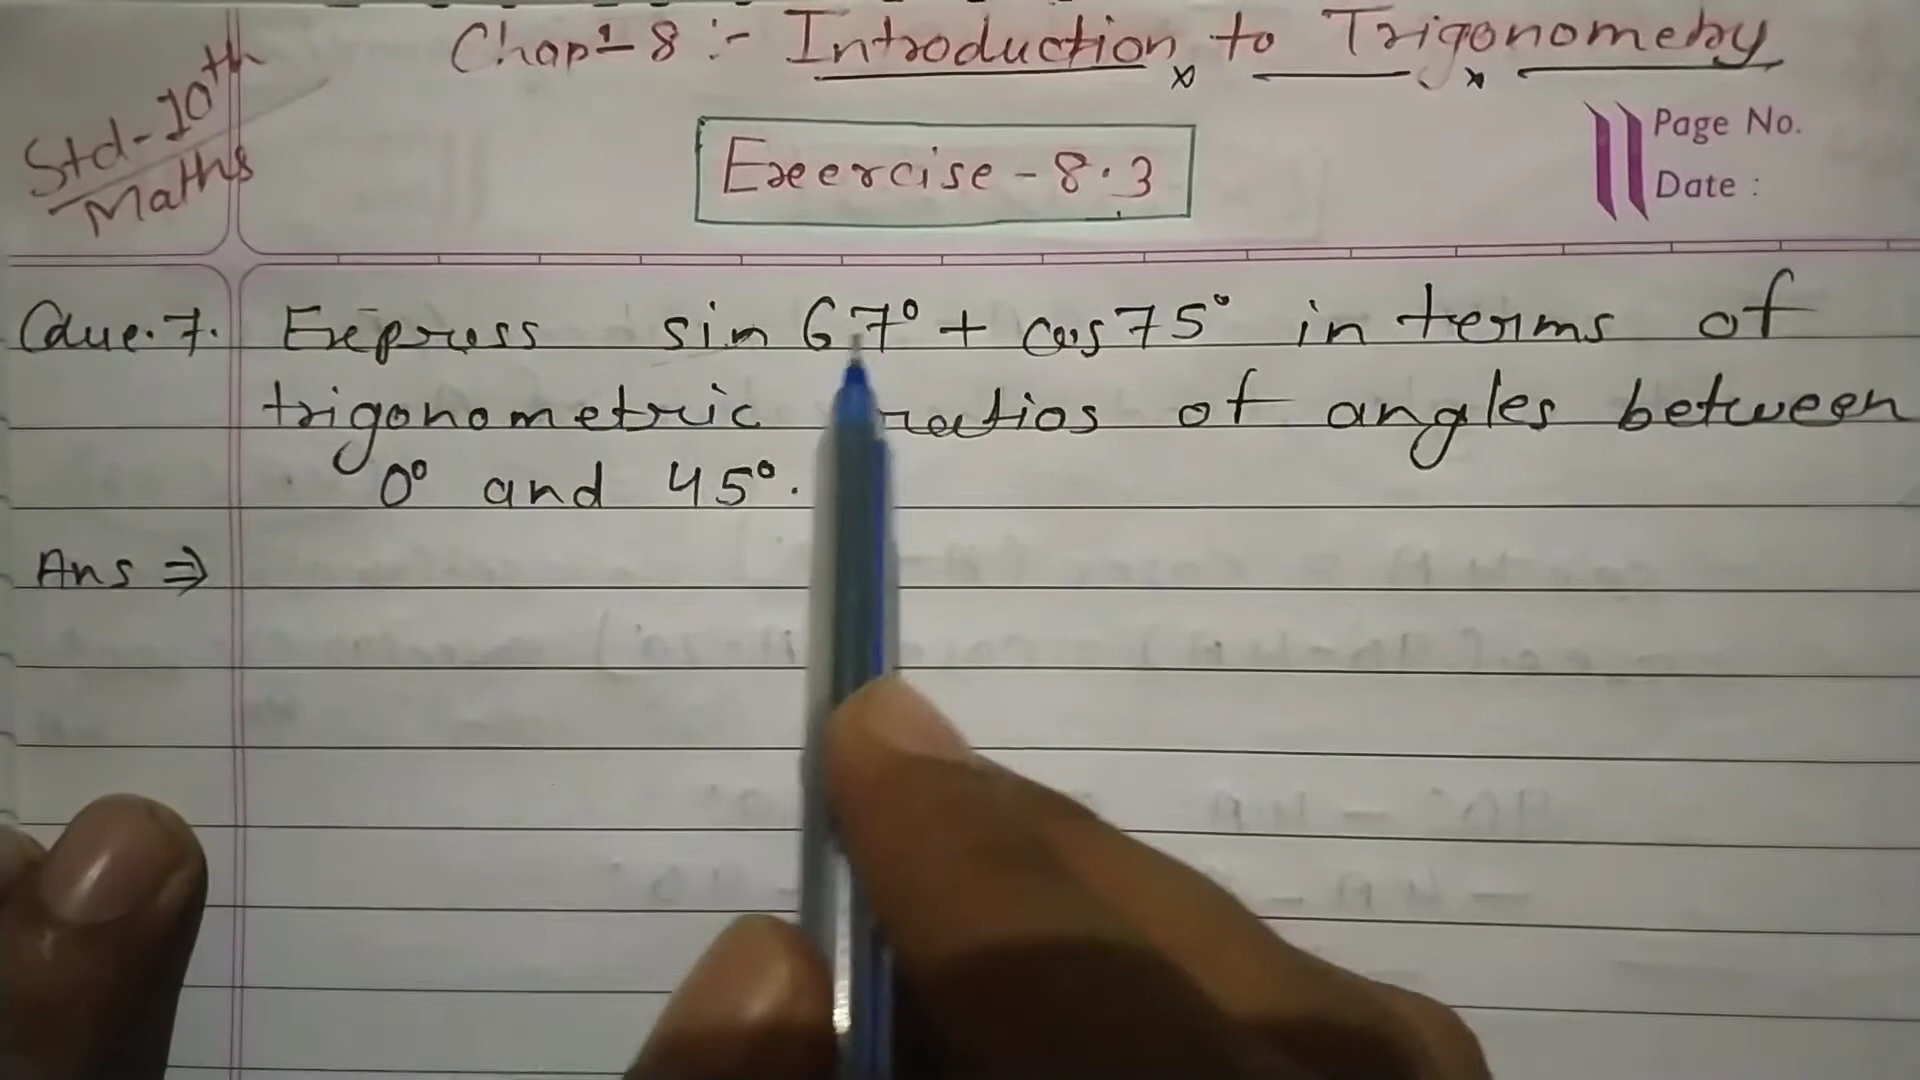 Chap-8 :- Introduction to Trigonometry
Std-10th
Maths
Exercise - 8.3
Page No.
Date :
Que.7. Express sin 67° + cos 75° in terms of
trigonometric ratios of angles between
0° and 45°.
Ans ⇒